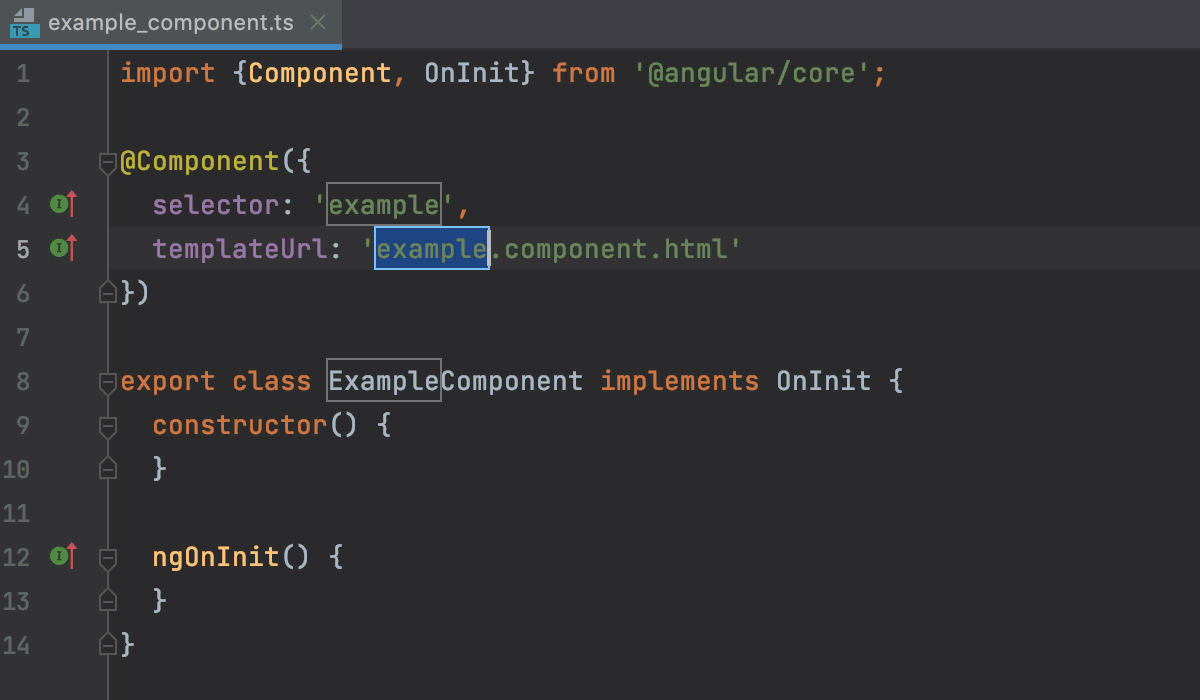 TS example_component.ts
1 import {Component, OnInit} from '@angular/core';
2
3 @Component({
4 I selector: 'example',
5 I templateUrl: 'example.component.html'
6 })
7
8 export class ExampleComponent implements OnInit {
9 constructor() {
10 }
11
12 I ngOnInit() {
13 }
14 }